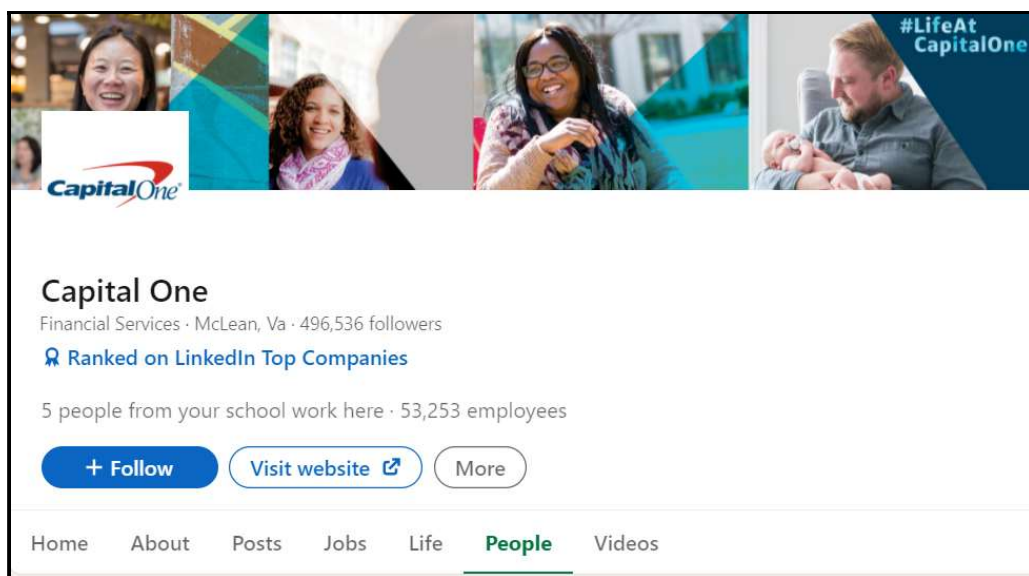 #LifeAt
CapitalOne
CapitalOne
Capital One
Financial Services · McLean, Va · 496,536 followers
Ranked on LinkedIn Top Companies
5 people from your school work here · 53,253 employees
+ Follow Visit website More
Home About Posts Jobs Life People Videos